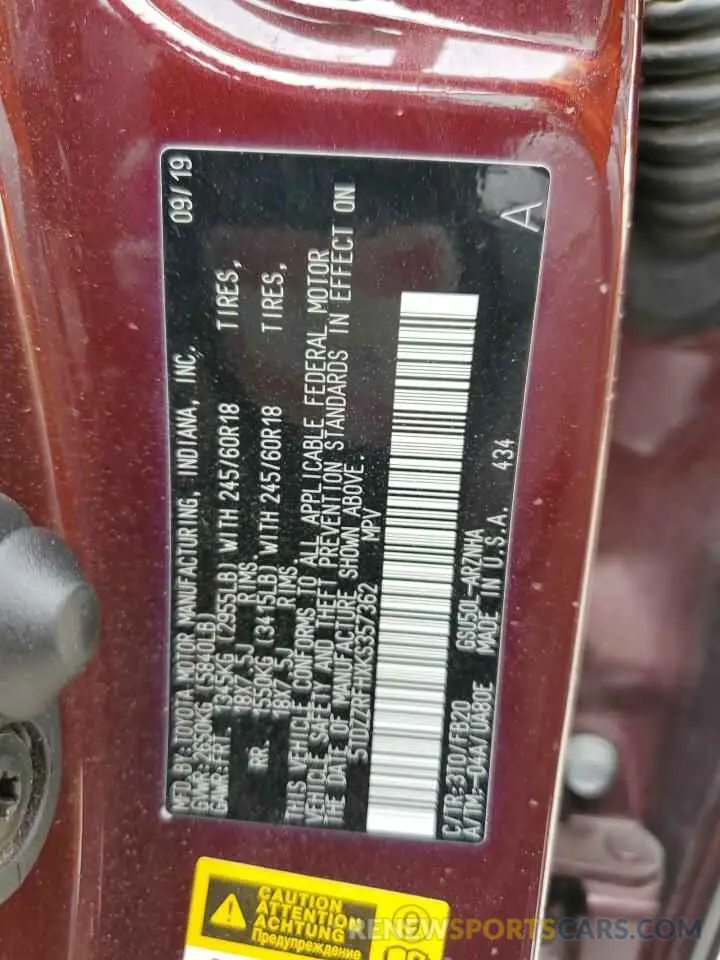 MFD. BY: TOYOTA MOTOR MANUFACTURING, INDIANA, INC. 09/19
GVWR: 2650KG (5840LB)
GAWR: FRT. 1345KG (2955LB) WITH 245/60R18 TIRES,
18X7.5J RIMS
RR. 1550KG (3415LB) WITH 245/60R18 TIRES,
18X7.5J RIMS
THIS VEHICLE CONFORMS TO ALL APPLICABLE FEDERAL MOTOR
VEHICLE SAFETY AND THEFT PREVENTION STANDARDS IN EFFECT ON
THE DATE OF MANUFACTURE SHOWN ABOVE.
5TDZZRFHXKS357362 MPV
A
C/TR: 3T0/FB20 GSU50L-ARZNHA
A/TM: -04A/UA80E MADE IN U.S.A. 434
CAUTION
ATTENTION
ACHTUNG
Предупреждение
RENEWSPORTSCARS.COM